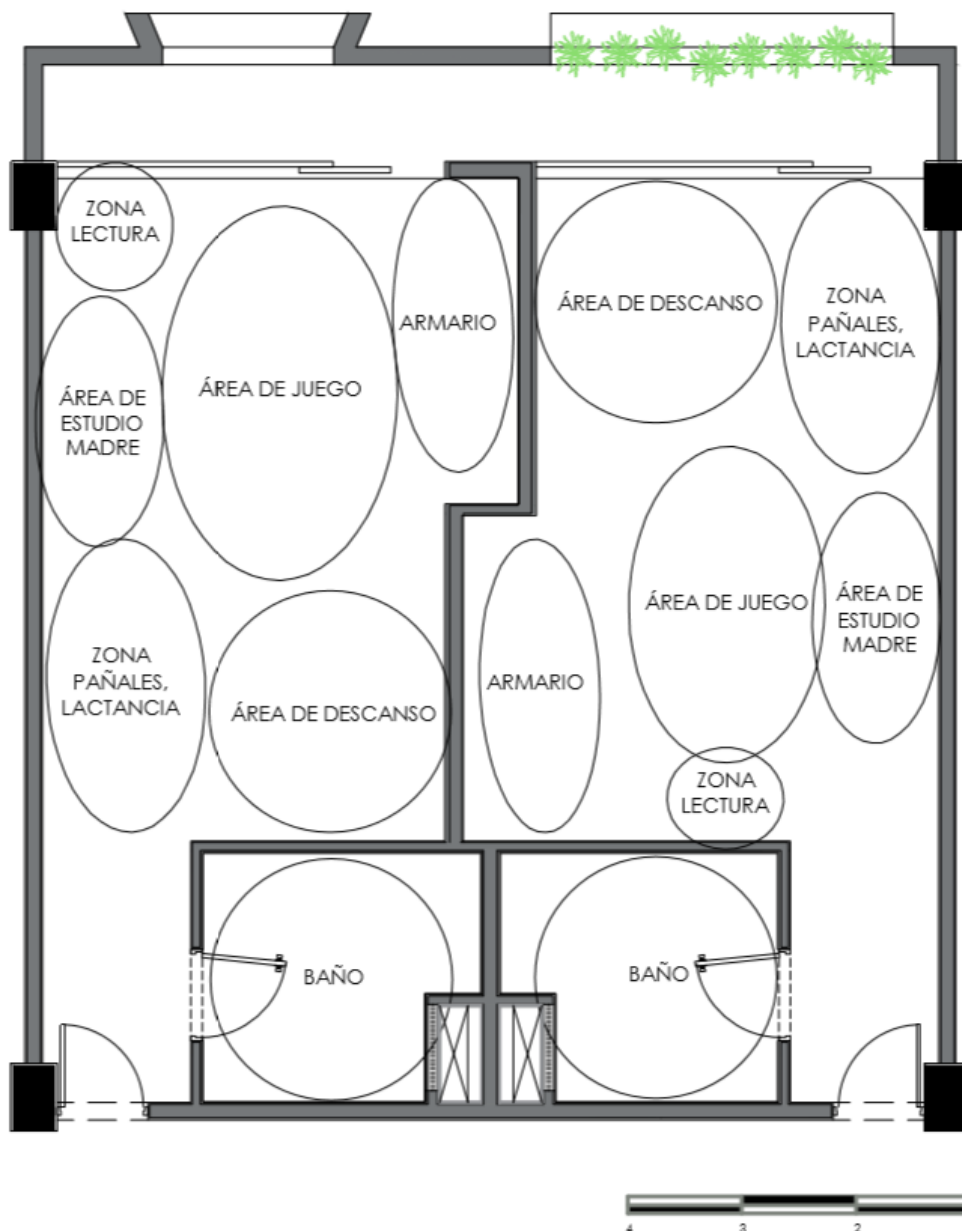 ZONA
LECTURA
ÁREA DE JUEGO
ARMARIO
ÁREA DE
ESTUDIO
MADRE
ZONA
PAÑALES,
LACTANCIA
ÁREA DE DESCANSO
BAÑO
ÁREA DE DESCANSO
ZONA
PAÑALES,
LACTANCIA
ÁREA DE JUEGO
ÁREA DE
ESTUDIO
MADRE
ARMARIO
ZONA
LECTURA
BAÑO
4 3 2